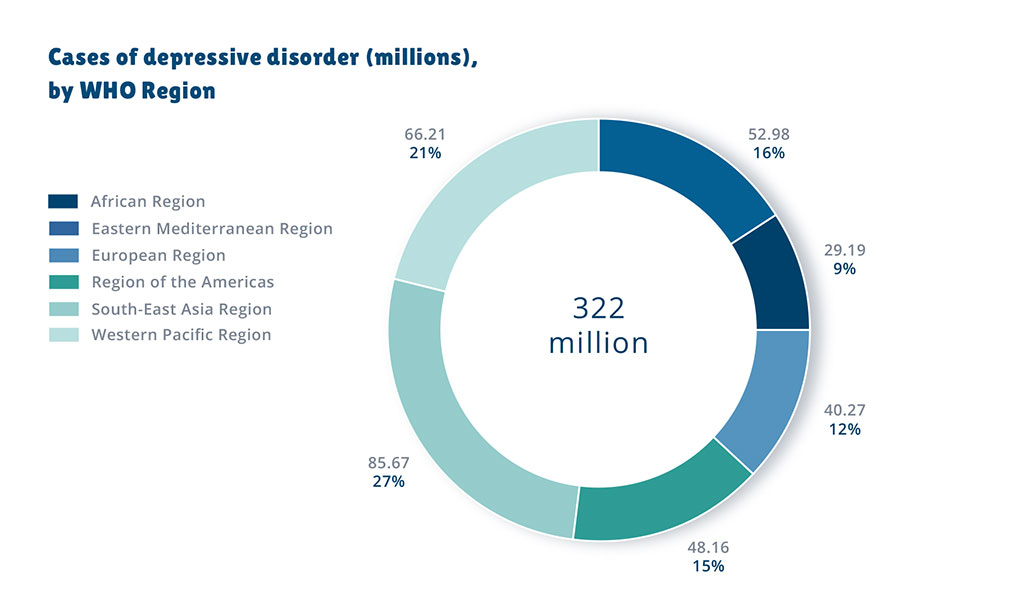 Cases of depressive disorder (millions),
by WHO Region
African Region
Eastern Mediterranean Region
European Region
Region of the Americas
South-East Asia Region
Western Pacific Region
66.21
21%
52.98
16%
29.19
9%
322
million
40.27
12%
85.67
27%
48.16
15%